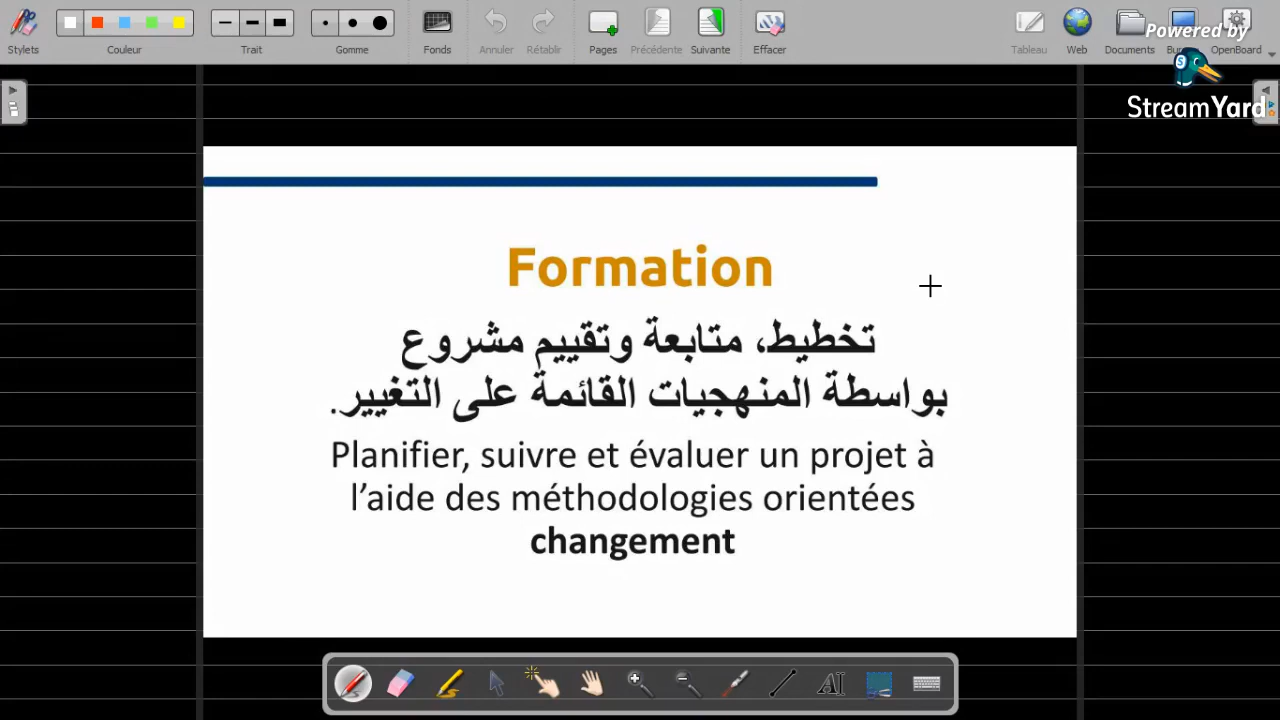 Stylets
Couleur
Trait
Gomme
Fonds
Annuler
Rétablir
Pages
Précédente
Suivante
Effacer
Tableau
Web
Documents
OpenBoard
Powered by
StreamYard
Formation
تخطيط، متابعة وتقييم مشروع
بواسطة المنهجيات القائمة على التغيير.
Planifier, suivre et évaluer un projet à
l’aide des méthodologies orientées
changement